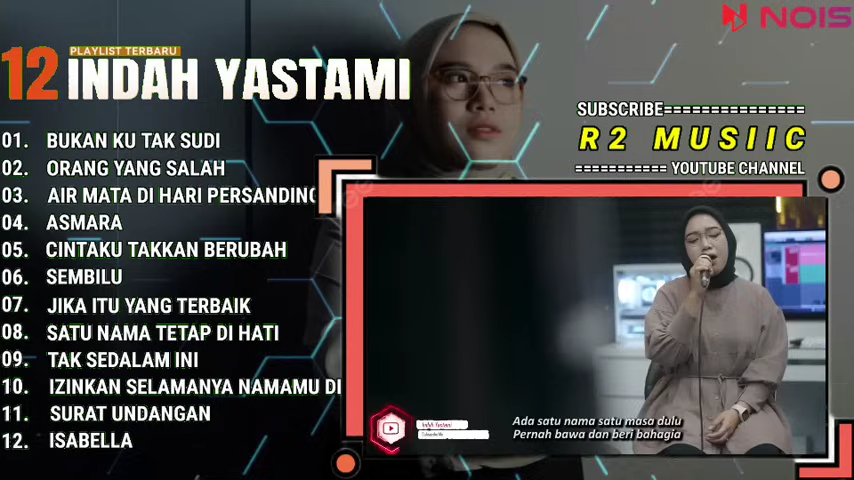 NOIS
PLAYLIST TERBARU
12 INDAH YASTAMI
SUBSCRIBE===============
R2 MUSIIC
=========== YOUTUBE CHANNEL
01. BUKAN KU TAK SUDI
02. ORANG YANG SALAH
03. AIR MATA DI HARI PERSANDING
04. ASMARA
05. CINTAKU TAKKAN BERUBAH
06. SEMBILU
07. JIKA ITU YANG TERBAIK
08. SATU NAMA TETAP DI HATI
09. TAK SEDALAM INI
10. IZINKAN SELAMANYA NAMAMU DI
11. SURAT UNDANGAN
12. ISABELLA
Indah Yastami
Ada satu nama satu masa dulu
Pernah bawa dan beri bahagia